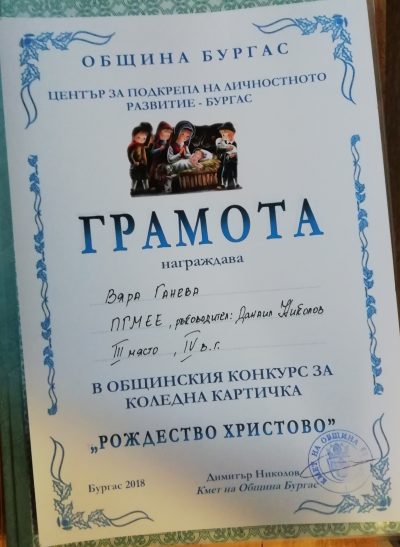 ОБЩИНА БУРГАС
ЦЕНТЪР ЗА ПОДКРЕПА НА ЛИЧНОСТНОТО
РАЗВИТИЕ - БУРГАС
ГРАМОТА
награждава
Вяра Ганева
ПГМЕЕ, ръководител: Данаил Николов
III място, IV в.г.
В ОБЩИНСКИЯ КОНКУРС ЗА
КОЛЕДНА КАРТИЧКА
„РОЖДЕСТВО ХРИСТОВО”
Бургас 2018
Димитър Николов
Кмет на Община Бургас